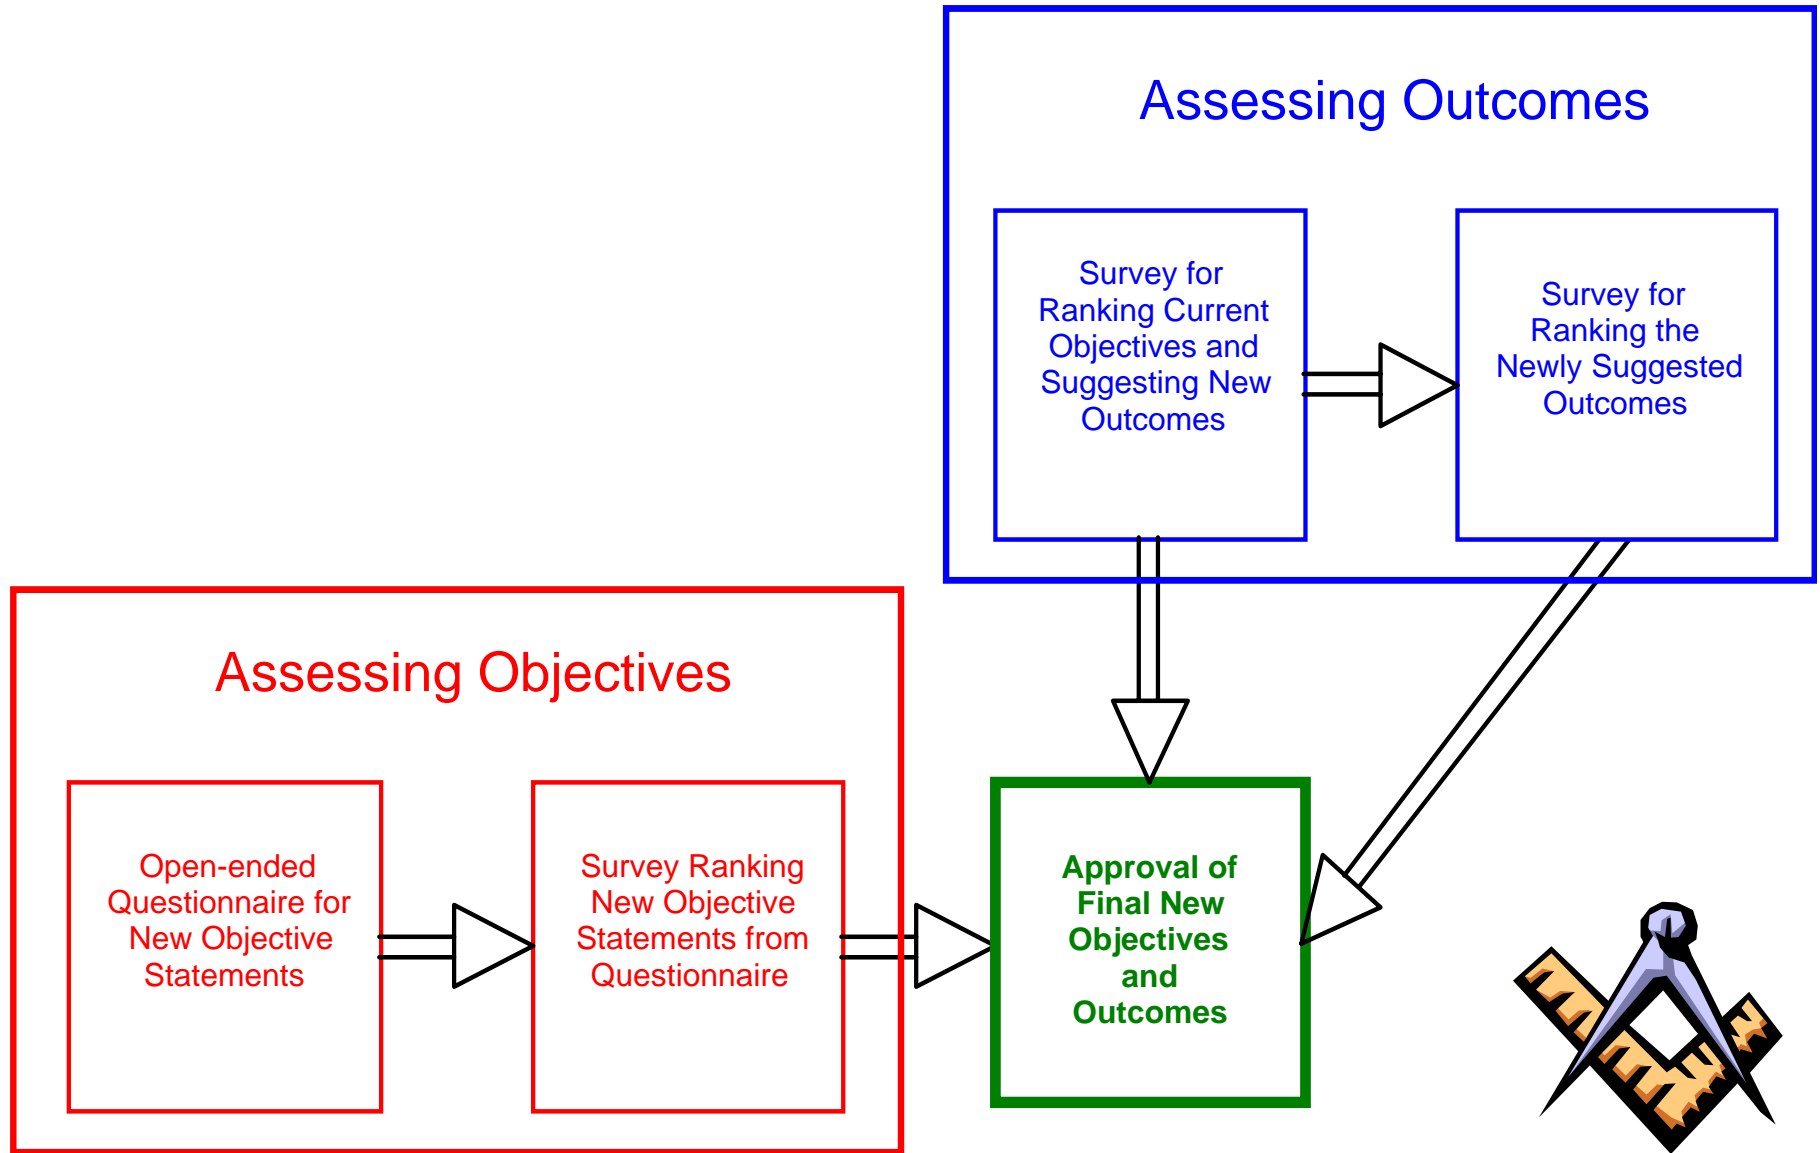 Assessing Outcomes
Survey for
Ranking Current
Objectives and
Suggesting New
Outcomes
Survey for
Ranking the
Newly Suggested
Outcomes
Assessing Objectives
Open-ended
Questionnaire for
New Objective
Statements
Survey Ranking
New Objective
Statements from
Questionnaire
Approval of
Final New
Objectives
and
Outcomes